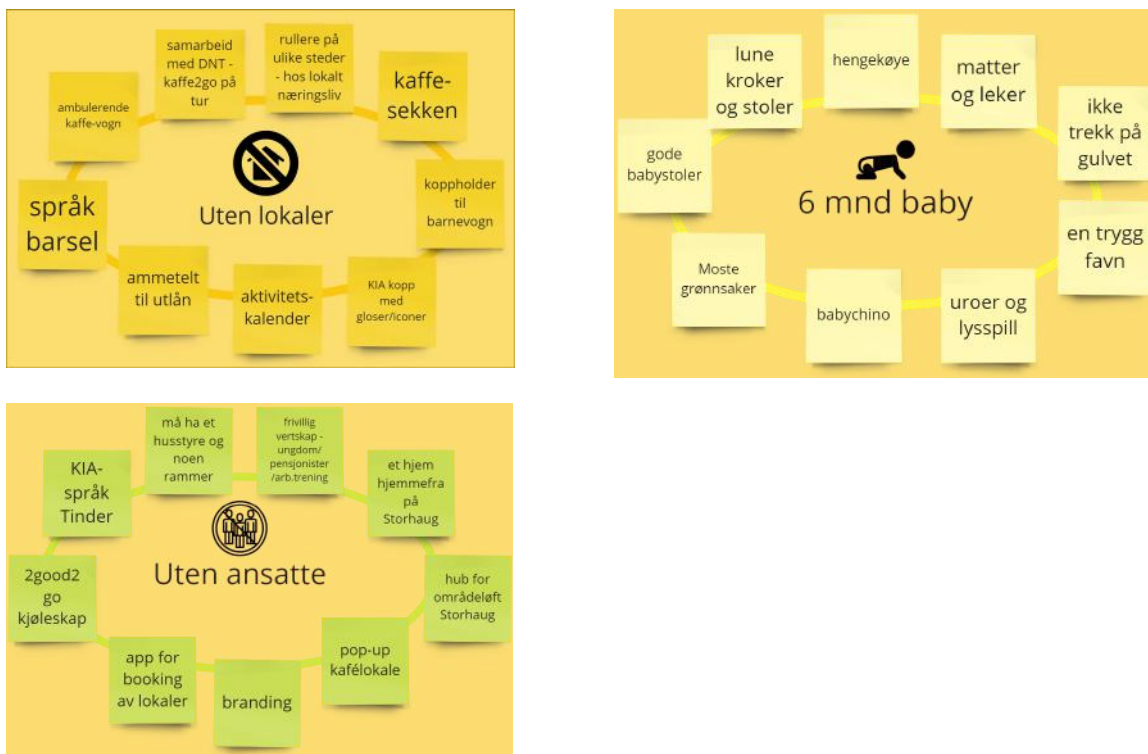 samarbeid
med DNT -
kaffe2go på
tur
rullere på
ulike steder
- hos lokalt
næringsliv
kaffe-
sekken
koppholder
til
barnevogn
KIA kopp
med
gloser/iconer
aktivitets-
kalender
ammetelt
til utlån
språk
barsel
ambulerende
kaffe-vogn
Uten lokaler
lune
kroker
og stoler
hengekøye
matter
og leker
ikke
trekk på
gulvet
en trygg
favn
uroer og
lysspill
babychino
Moste
grønnsaker
gode
babystoler
6 mnd baby
må ha et
husstyre og
noen
rammer
frivillig
vertskap -
ungdom/
pensjonister
/arb.trening
et hjem
hjemmefra
på
Storhaug
hub for
områdeløft
Storhaug
pop-up
kafélokale
branding
app for
booking
av lokaler
2good2
go
kjøleskap
KIA-
språk
Tinder
Uten ansatte